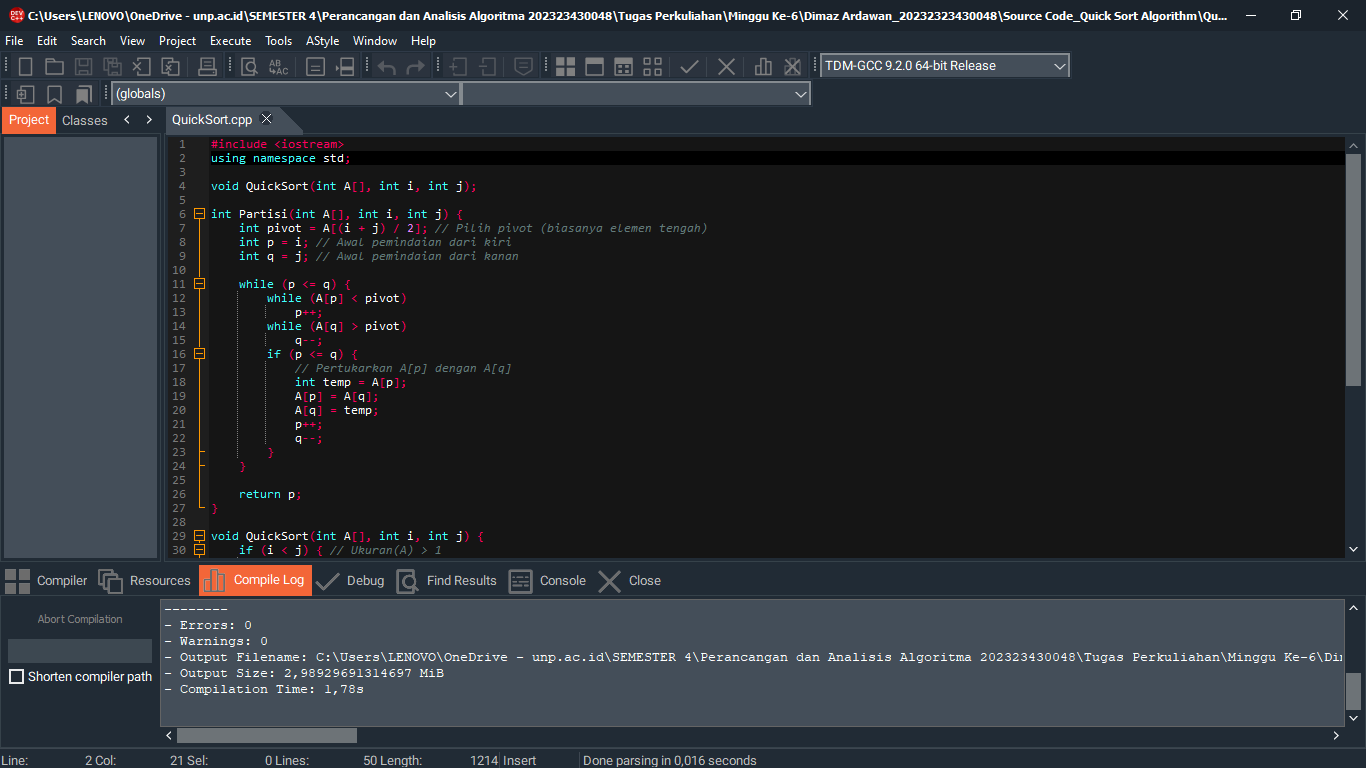 C:\Users\LENOVO\OneDrive - unp.ac.id\SEMESTER 4\Perancangan dan Analisis Algoritma 202323430048\Tugas Perkuliahan\Minggu Ke-6\Dimaz Ardawan_20232323430048\Source Code_Quick Sort Algorithm\Qu...
File Edit Search View Project Execute Tools AStyle Window Help
TDM-GCC 9.2.0 64-bit Release
(globals)
Project Classes QuickSort.cpp
1 #include <iostream>
2 using namespace std;
3
4 void QuickSort(int A[], int i, int j);
5
6 int Partisi(int A[], int i, int j) {
7 int pivot = A[(i + j) / 2]; // Pilih pivot (biasanya elemen tengah)
8 int p = i; // Awal pemindaian dari kiri
9 int q = j; // Awal pemindaian dari kanan
10
11 while (p <= q) {
12 while (A[p] < pivot)
13 p++;
14 while (A[q] > pivot)
15 q--;
16 if (p <= q) {
17 // Pertukarkan A[p] dengan A[q]
18 int temp = A[p];
19 A[p] = A[q];
20 A[q] = temp;
21 p++;
22 q--;
23 }
24 }
25
26 return p;
27 }
28
29 void QuickSort(int A[], int i, int j) {
30 if (i < j) { // Ukuran(A) > 1
Compiler Resources Compile Log Debug Find Results Console Close
Abort Compilation
Shorten compiler path
--------
- Errors: 0
- Warnings: 0
- Output Filename: C:\Users\LENOVO\OneDrive - unp.ac.id\SEMESTER 4\Perancangan dan Analisis Algoritma 202323430048\Tugas Perkuliahan\Minggu Ke-6\Di
- Output Size: 2,98929691314697 MiB
- Compilation Time: 1,78s
Line: 2 Col: 21 Sel: 0 Lines: 50 Length: 1214 Insert Done parsing in 0,016 seconds